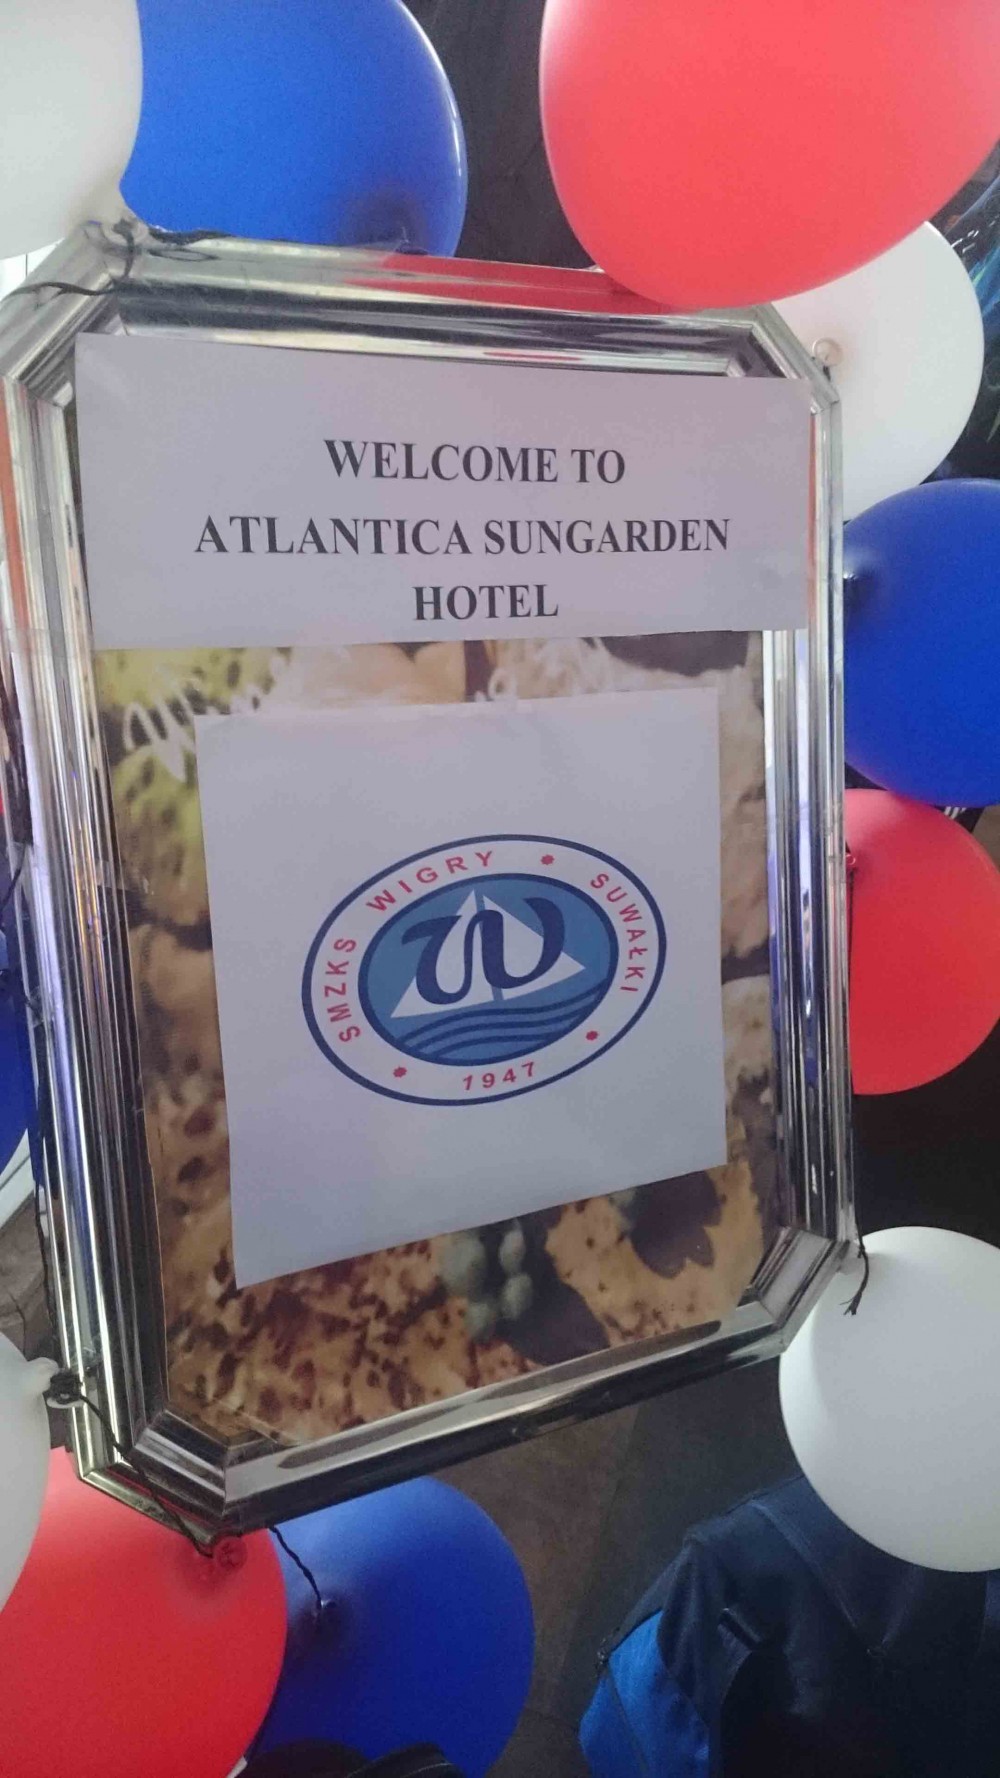 WELCOME TO
ATLANTICA SUNGARDEN
HOTEL
SMZKS WIGRY * SUWAŁKI
* 1947 *
W